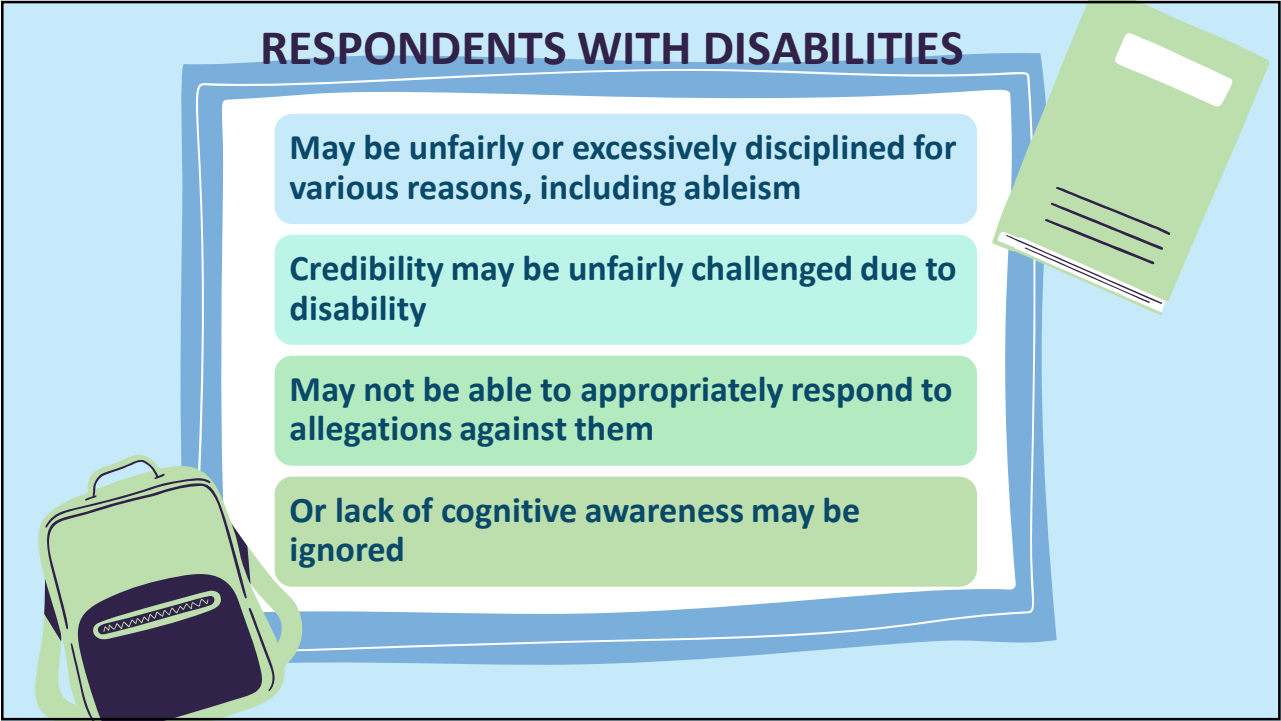 RESPONDENTS WITH DISABILITIES
May be unfairly or excessively disciplined for
various reasons, including ableism
Credibility may be unfairly challenged due to
disability
May not be able to appropriately respond to
allegations against them
Or lack of cognitive awareness may be
ignored